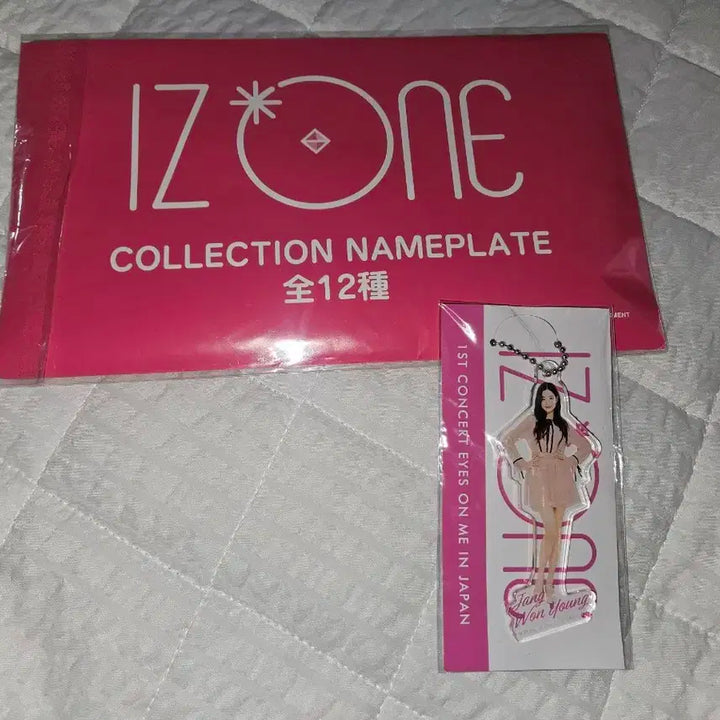 IZ*ONE
COLLECTION NAMEPLATE
全12種
1ST CONCERT EYES ON ME IN JAPAN
IZ*ONE
Jang
Won Young